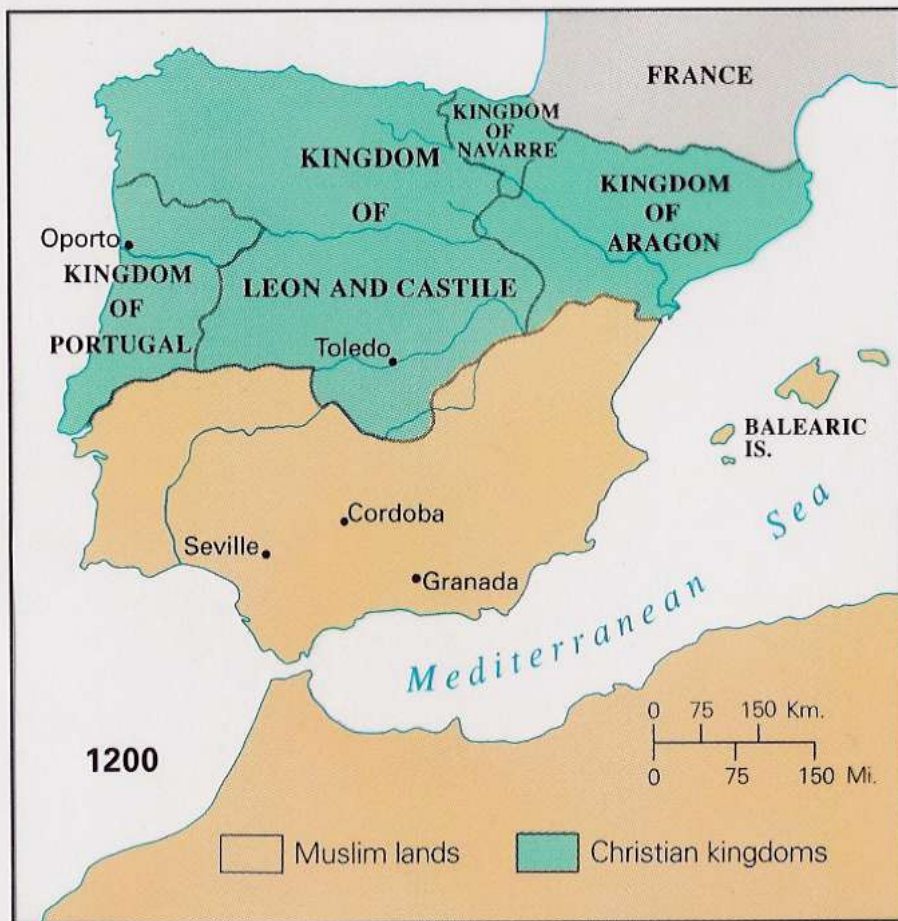 FRANCE
KINGDOM
OF
NAVARRE
KINGDOM
OF
LEON AND CASTILE
KINGDOM
OF
ARAGON
Oporto
KINGDOM
OF
PORTUGAL
Toledo
BALEARIC
IS.
Cordoba
Seville
Granada
Mediterranean Sea
0 75 150 Km.
0 75 150 Mi.
1200
Muslim lands
Christian kingdoms